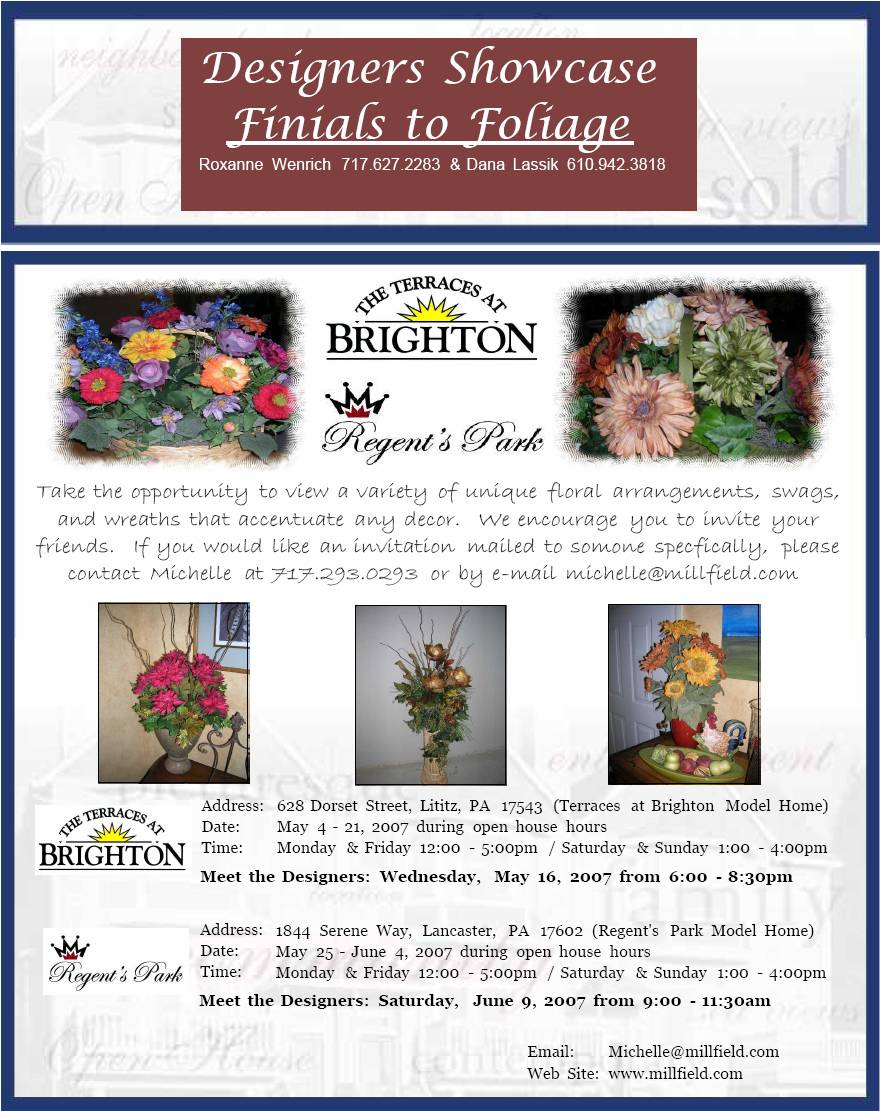 Designers Showcase
Finials to Foliage
Roxanne Wenrich 717.627.2283 & Dana Lassik 610.942.3818
location
Open House
sold
THE TERRACES AT
BRIGHTON
Regent's Park
Take the opportunity to view a variety of unique floral arrangements, swags,
and wreaths that accentuate any decor. We encourage you to invite your
friends. If you would like an invitation mailed to somone specfically, please
contact Michelle at 717.293.0293 or by e-mail michelle@millfield.com
THE TERRACES AT
BRIGHTON
Address: 628 Dorset Street, Lititz, PA 17543 (Terraces at Brighton Model Home)
Date: May 4 - 21, 2007 during open house hours
Time: Monday & Friday 12:00 - 5:00pm / Saturday & Sunday 1:00 - 4:00pm
Meet the Designers: Wednesday, May 16, 2007 from 6:00 - 8:30pm
family
location
Regent's Park
Address: 1844 Serene Way, Lancaster, PA 17602 (Regent's Park Model Home)
Date: May 25 - June 4, 2007 during open house hours
Time: Monday & Friday 12:00 - 5:00pm / Saturday & Sunday 1:00 - 4:00pm
Meet the Designers: Saturday, June 9, 2007 from 9:00 - 11:30am
Open House
Email: Michelle@millfield.com
Web Site: www.millfield.com